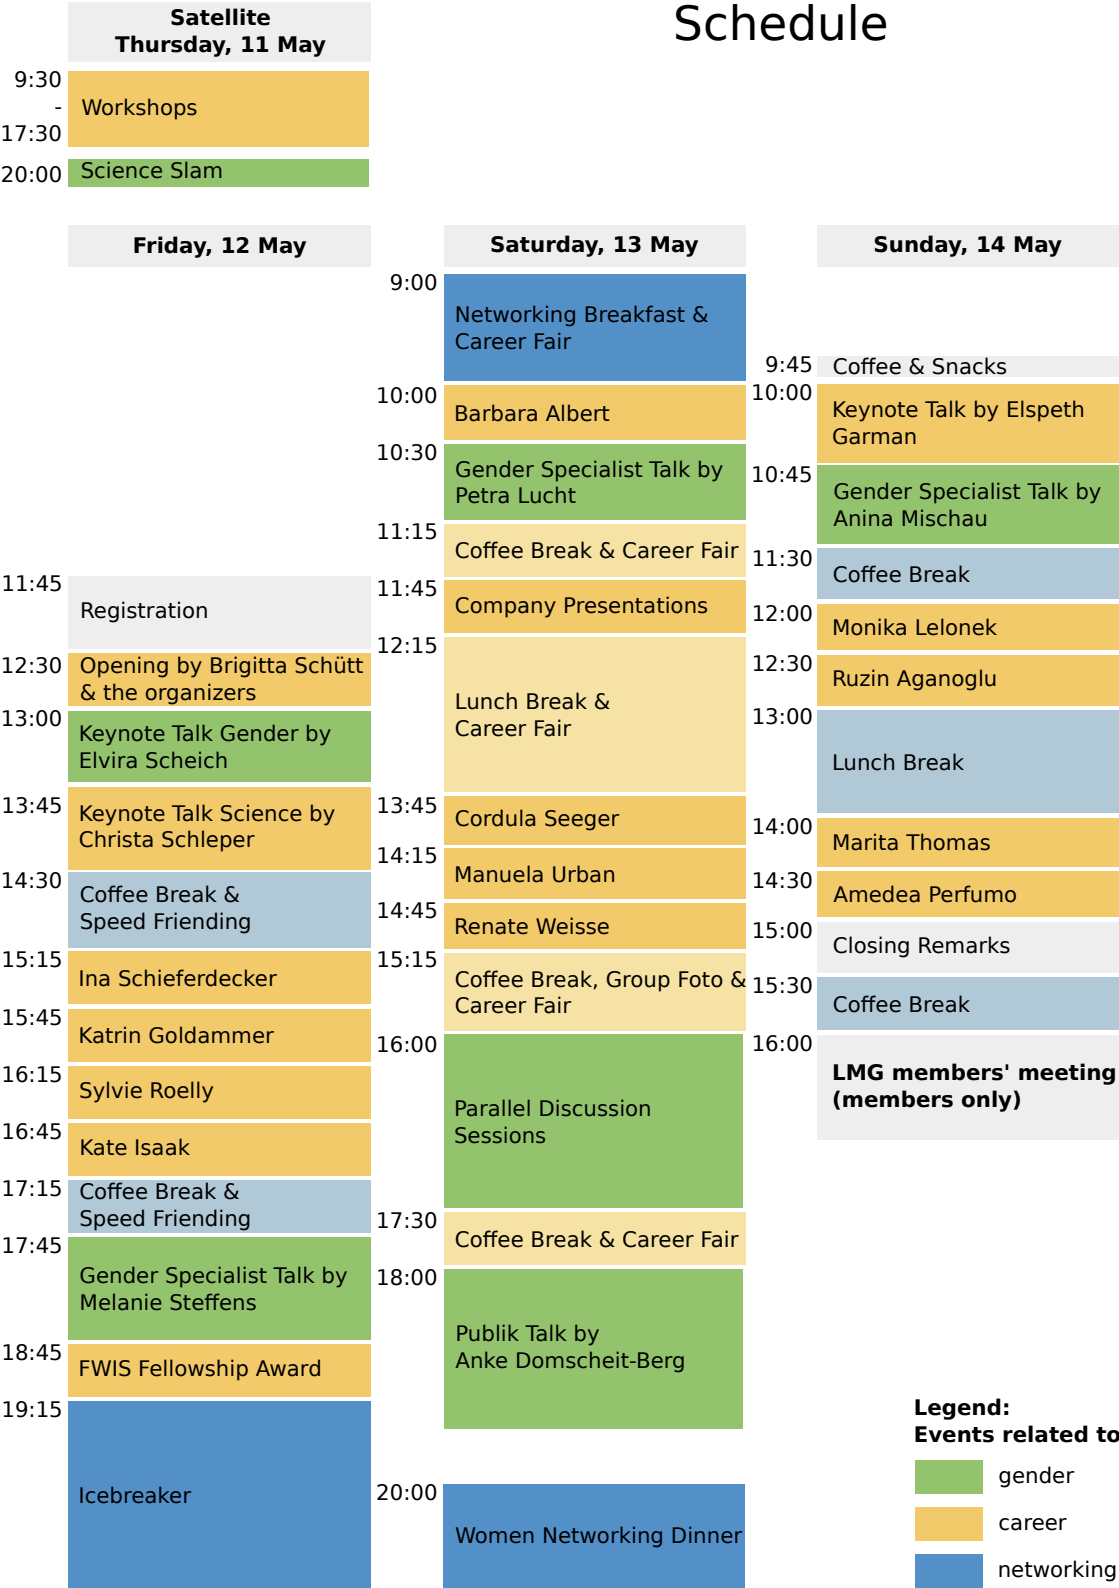 Schedule
Satellite
Thursday, 11 May
9:30
-
17:30
Workshops
20:00
Science Slam
Friday, 12 May
11:45
Registration
12:30
Opening by Brigitta Schütt
& the organizers
13:00
Keynote Talk Gender by
Elvira Scheich
13:45
Keynote Talk Science by
Christa Schleper
14:30
Coffee Break &
Speed Friending
15:15
Ina Schieferdecker
15:45
Katrin Goldammer
16:15
Sylvie Roelly
16:45
Kate Isaak
17:15
Coffee Break &
Speed Friending
17:45
Gender Specialist Talk by
Melanie Steffens
18:45
FWIS Fellowship Award
19:15
Icebreaker
Saturday, 13 May
9:00
Networking Breakfast &
Career Fair
10:00
Barbara Albert
10:30
Gender Specialist Talk by
Petra Lucht
11:15
Coffee Break & Career Fair
11:45
Company Presentations
12:15
Lunch Break &
Career Fair
13:45
Cordula Seeger
14:15
Manuela Urban
14:45
Renate Weisse
15:15
Coffee Break, Group Foto &
Career Fair
16:00
Parallel Discussion
Sessions
17:30
Coffee Break & Career Fair
18:00
Publik Talk by
Anke Domscheit-Berg
20:00
Women Networking Dinner
Sunday, 14 May
9:45
Coffee & Snacks
10:00
Keynote Talk by Elspeth
Garman
10:45
Gender Specialist Talk by
Anina Mischau
11:30
Coffee Break
12:00
Monika Lelonek
12:30
Ruzin Aganoglu
13:00
Lunch Break
14:00
Marita Thomas
14:30
Amedea Perfumo
15:00
Closing Remarks
15:30
Coffee Break
16:00
LMG members' meeting
(members only)
Legend:
Events related to
gender
career
networking